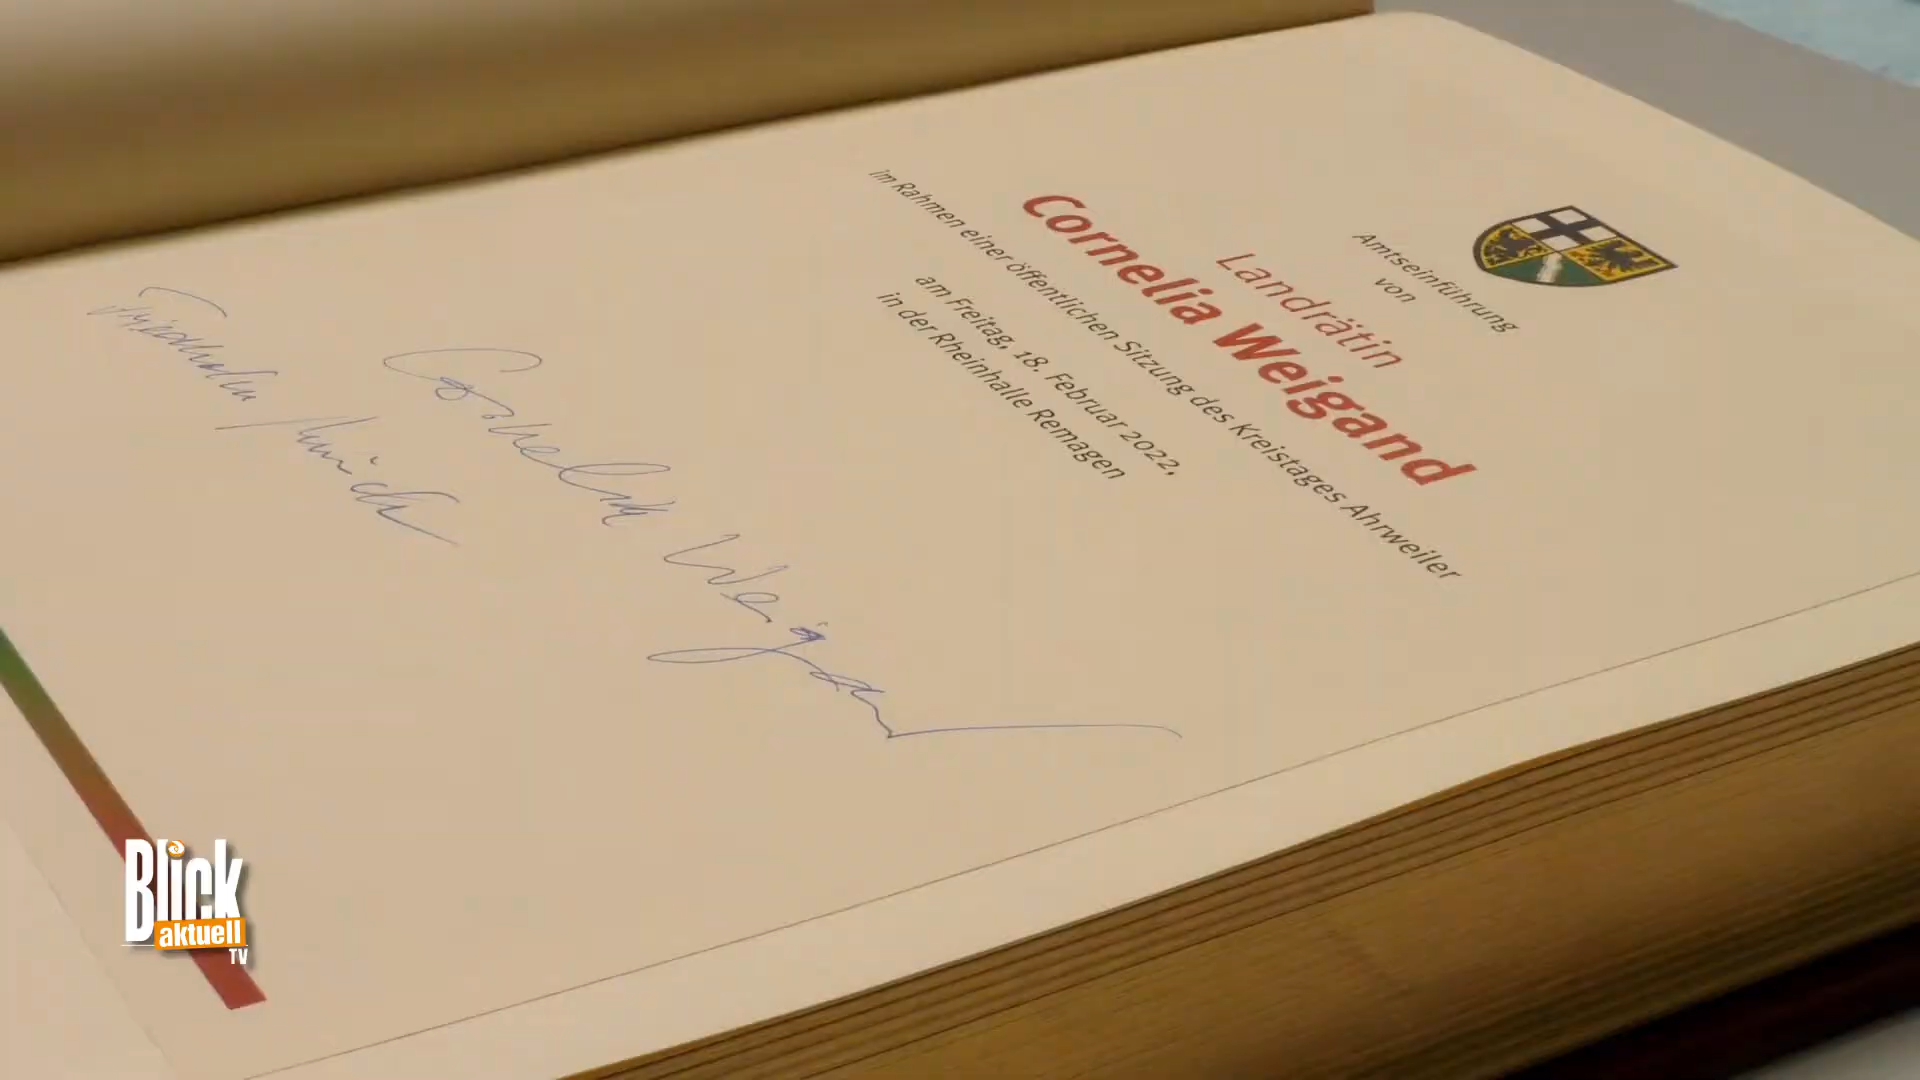 Amtseinführung
von
Landrätin
Cornelia Weigand
im Rahmen einer öffentlichen Sitzung des Kreistages Ahrweiler
am Freitag, 18. Februar 2022,
in der Rheinhalle Remagen
Cornelia Weigand
Blick
aktuell
TV